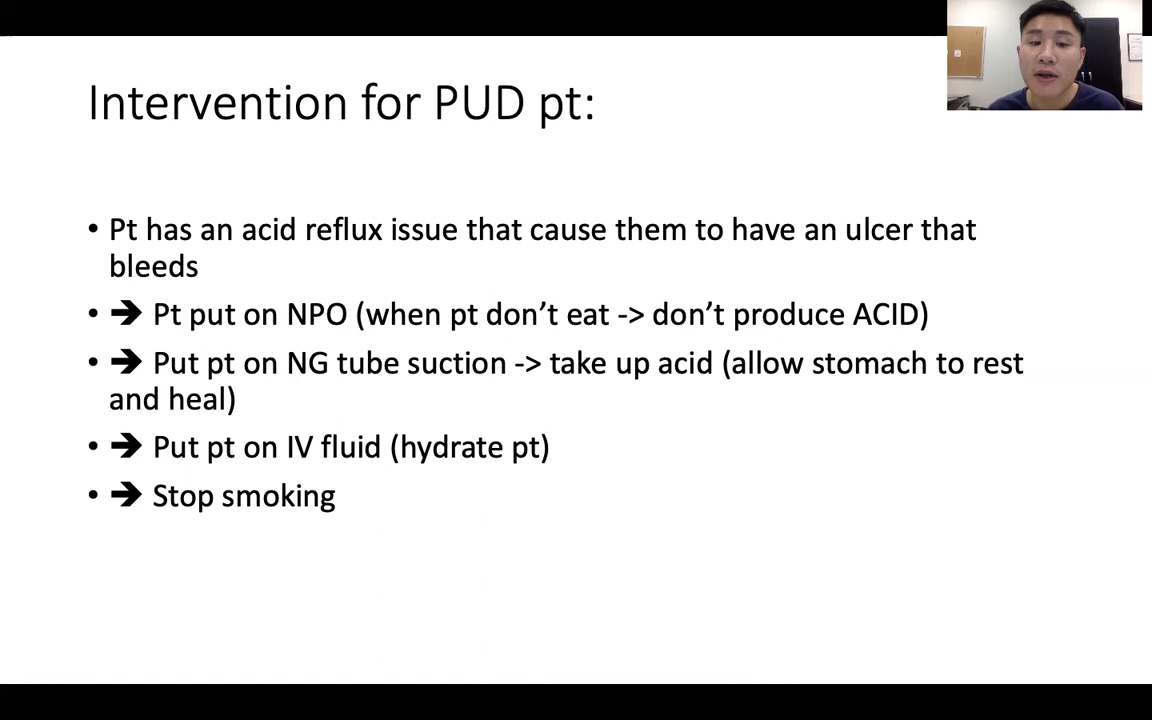 Intervention for PUD pt:
• Pt has an acid reflux issue that cause them to have an ulcer that
bleeds
• ➔ Pt put on NPO (when pt don’t eat -> don’t produce ACID)
• ➔ Put pt on NG tube suction -> take up acid (allow stomach to rest
and heal)
• ➔ Put pt on IV fluid (hydrate pt)
• ➔ Stop smoking